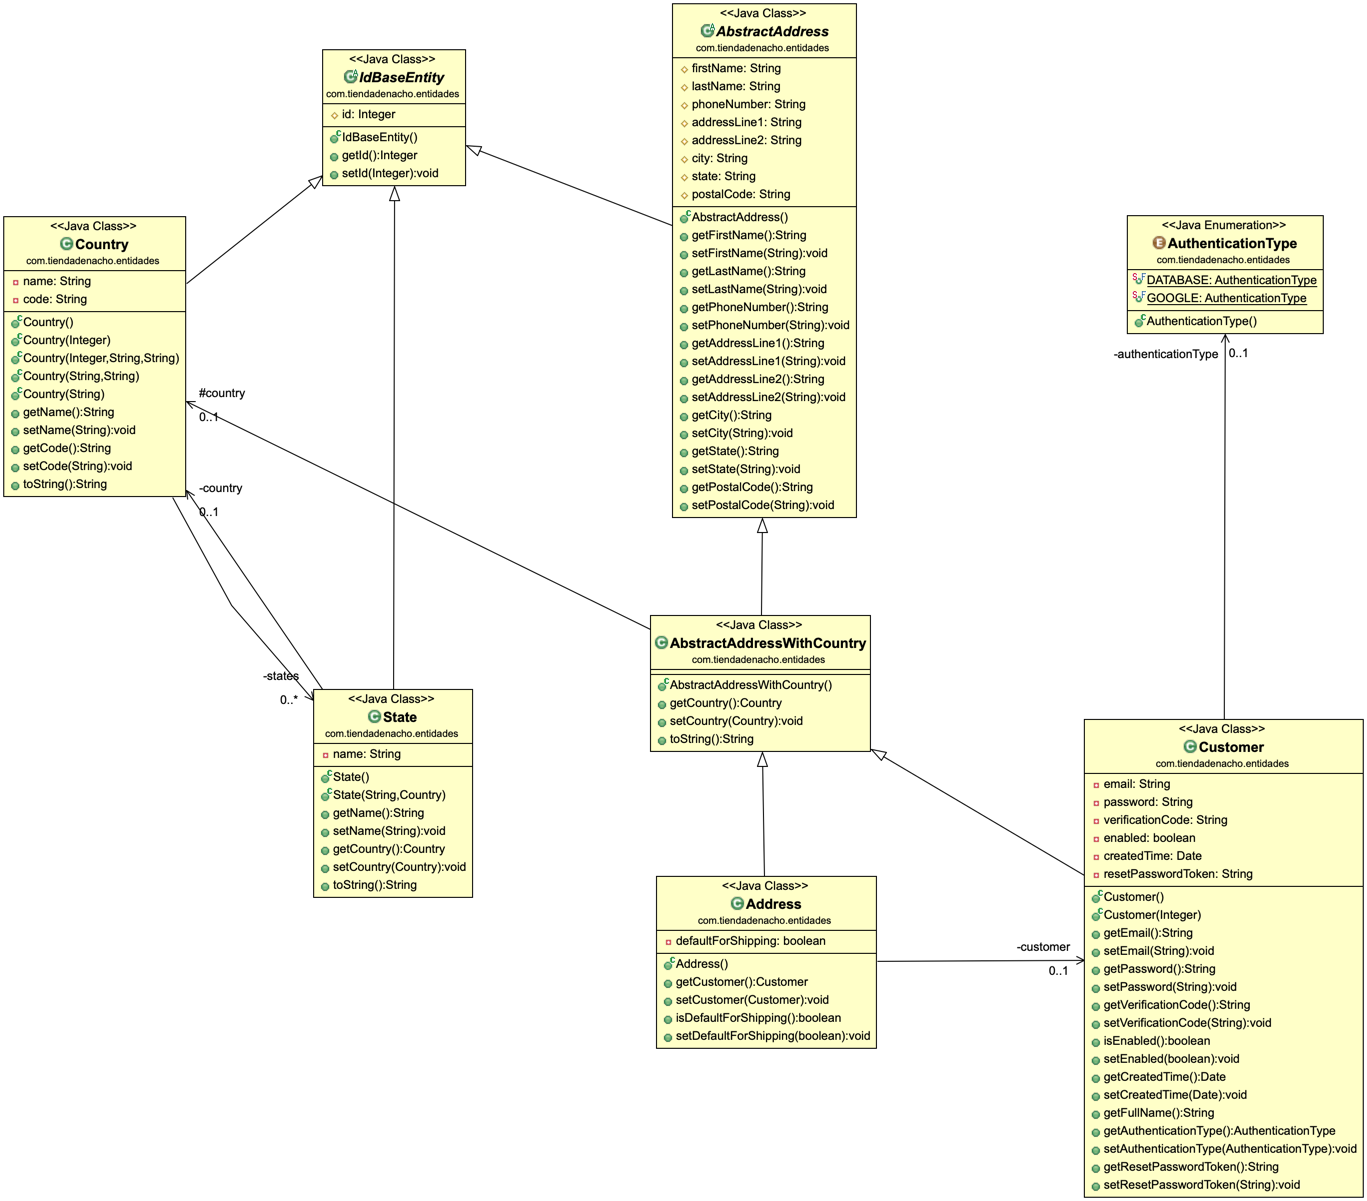 <<Java Class>>
AbstractAddress
com.tiendadenacho.entidades
firstName: String
lastName: String
phoneNumber: String
addressLine1: String
addressLine2: String
city: String
state: String
postalCode: String
AbstractAddress()
getFirstName():String
setFirstName(String):void
getLastName():String
setLastName(String):void
getPhoneNumber():String
setPhoneNumber(String):void
getAddressLine1():String
setAddressLine1(String):void
getAddressLine2():String
setAddressLine2(String):void
getCity():String
setCity(String):void
getState():String
setState(String):void
getPostalCode():String
setPostalCode(String):void
<<Java Class>>
IdBaseEntity
com.tiendadenacho.entidades
id: Integer
IdBaseEntity()
getId():Integer
setId(Integer):void
<<Java Class>>
Country
com.tiendadenacho.entidades
name: String
code: String
Country()
Country(Integer)
Country(Integer,String,String)
Country(String,String)
Country(String)
getName():String
setName(String):void
getCode():String
setCode(String):void
toString():String
#country
0..1
-country
0..1
-states
0..*
<<Java Enumeration>>
AuthenticationType
com.tiendadenacho.entidades
DATABASE: AuthenticationType
GOOGLE: AuthenticationType
AuthenticationType()
-authenticationType
0..1
<<Java Class>>
AbstractAddressWithCountry
com.tiendadenacho.entidades
AbstractAddressWithCountry()
getCountry():Country
setCountry(Country):void
toString():String
<<Java Class>>
State
com.tiendadenacho.entidades
name: String
State()
State(String,Country)
getName():String
setName(String):void
getCountry():Country
setCountry(Country):void
toString():String
<<Java Class>>
Address
com.tiendadenacho.entidades
defaultForShipping: boolean
Address()
getCustomer():Customer
setCustomer(Customer):void
isDefaultForShipping():boolean
setDefaultForShipping(boolean):void
-customer
0..1
<<Java Class>>
Customer
com.tiendadenacho.entidades
email: String
password: String
verificationCode: String
enabled: boolean
createdTime: Date
resetPasswordToken: String
Customer()
Customer(Integer)
getEmail():String
setEmail(String):void
getPassword():String
setPassword(String):void
getVerificationCode():String
setVerificationCode(String):void
isEnabled():boolean
setEnabled(boolean):void
getCreatedTime():Date
setCreatedTime(Date):void
getFullName():String
getAuthenticationType():AuthenticationType
setAuthenticationType(AuthenticationType):void
getResetPasswordToken():String
setResetPasswordToken(String):void